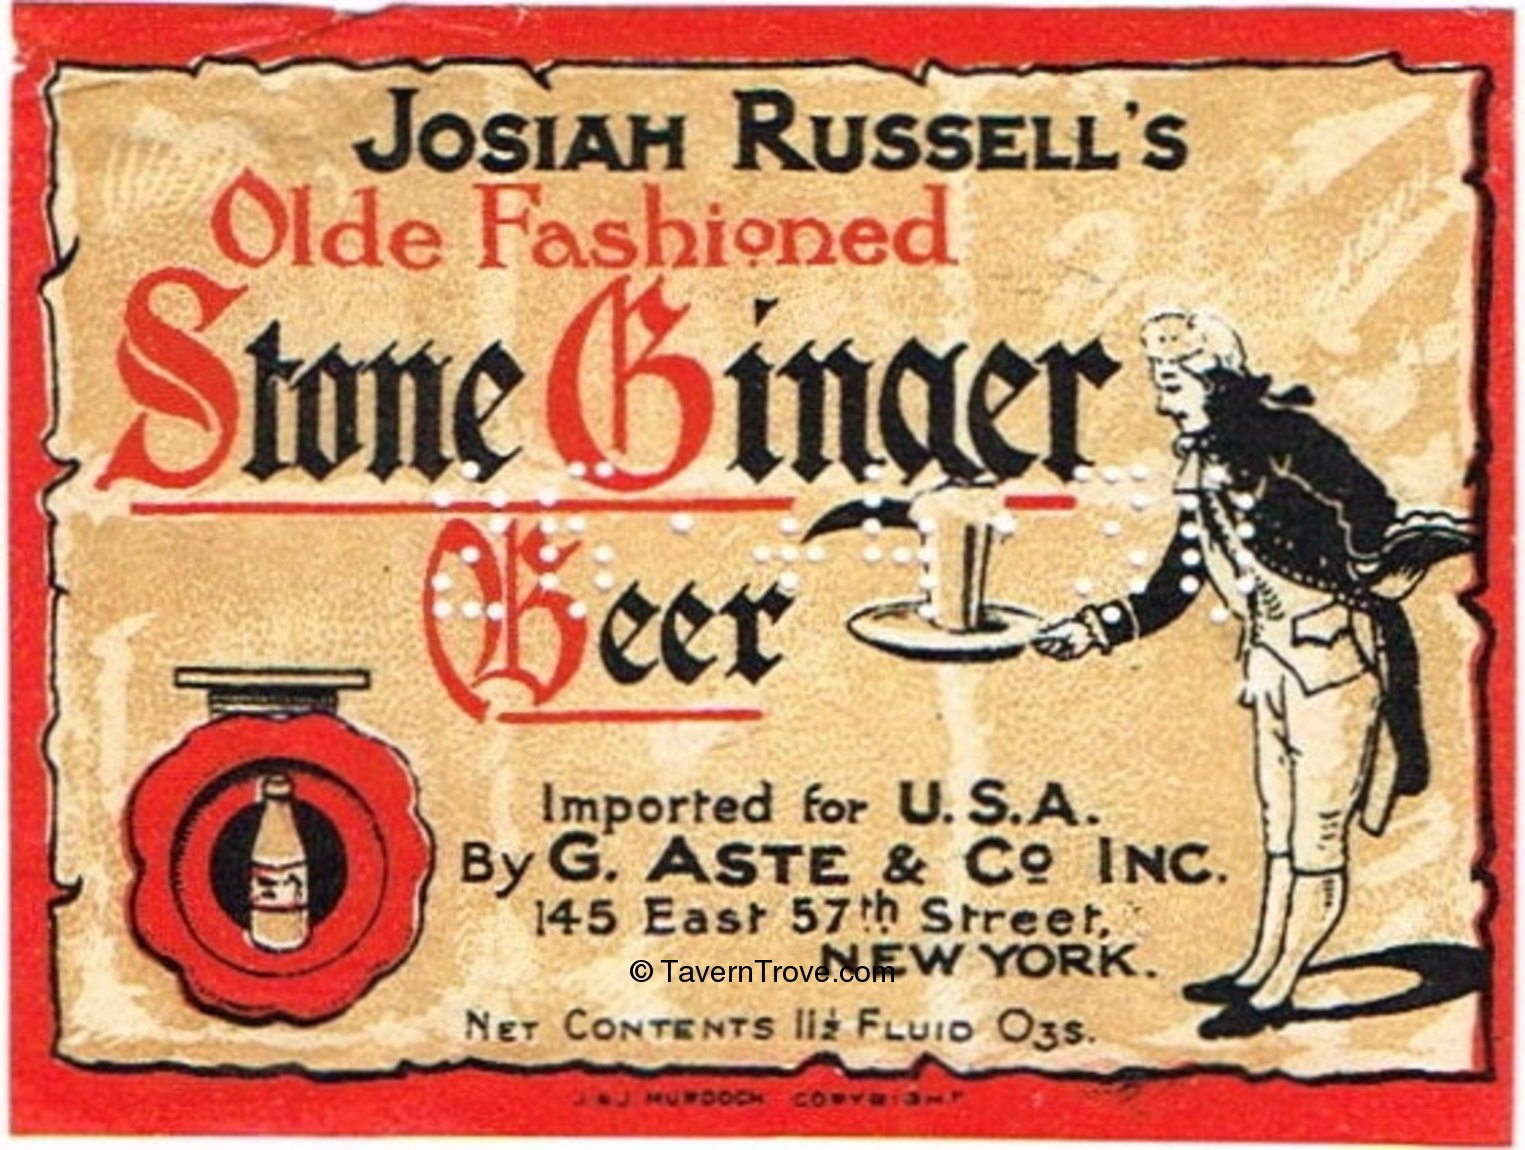 JOSIAH RUSSELL'S
Olde Fashioned
Stone Ginger
Beer
Imported for U.S.A.
By G. ASTE & Co INC.
145 East 57th Street,
NEW YORK.
© TavernTrove.com
NET CONTENTS 11½ FLUID OZS.
J. & J. MURDOCH COPYRIGHT